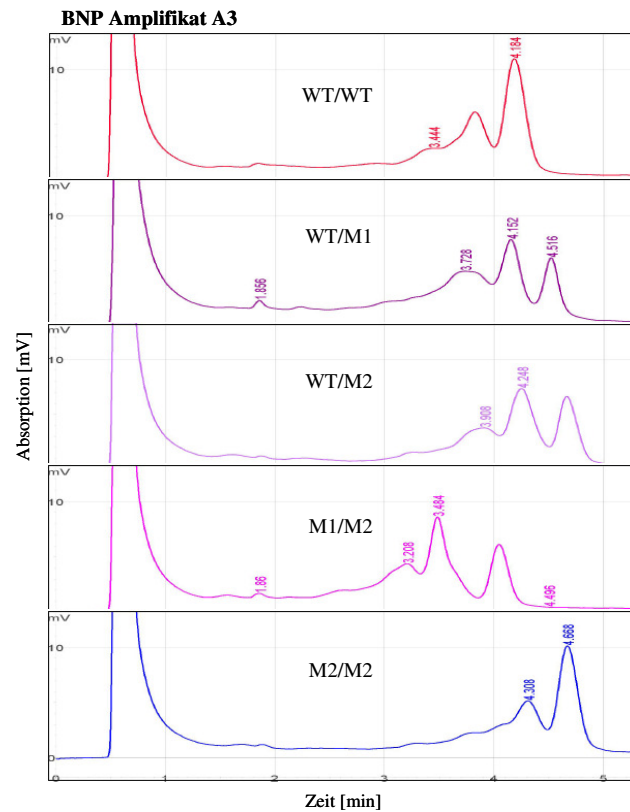 BNP Amplifikat A3
mV
10
WT/WT
3.444
4.184
mV
10
WT/M1
1.856
3.728
4.152
4.516
mV
10
WT/M2
3.908
4.248
Absorption [mV]
mV
10
M1/M2
1.86
3.208
3.484
4.496
mV
10
M2/M2
4.308
4.668
0
0 1 2 3 4 5
Zeit [min]